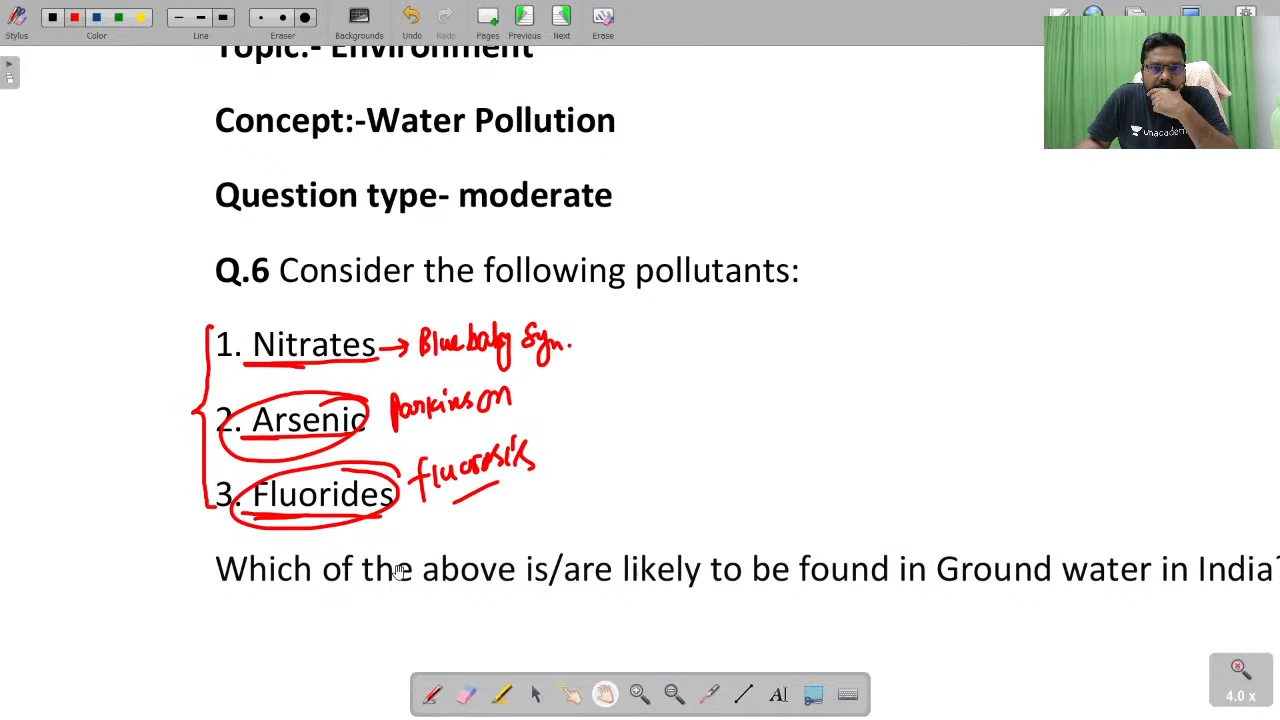 Stylus Color Line Eraser Backgrounds Undo Redo Pages Previous Next Erase
Topic:- Environment
unacademy
Concept:-Water Pollution
Question type- moderate
Q.6 Consider the following pollutants:
1. Nitrates → Blue baby Syn.
2. Arsenic parkinson
3. Fluorides fluorosis
Which of the above is/are likely to be found in Ground water in India?
4.0 x